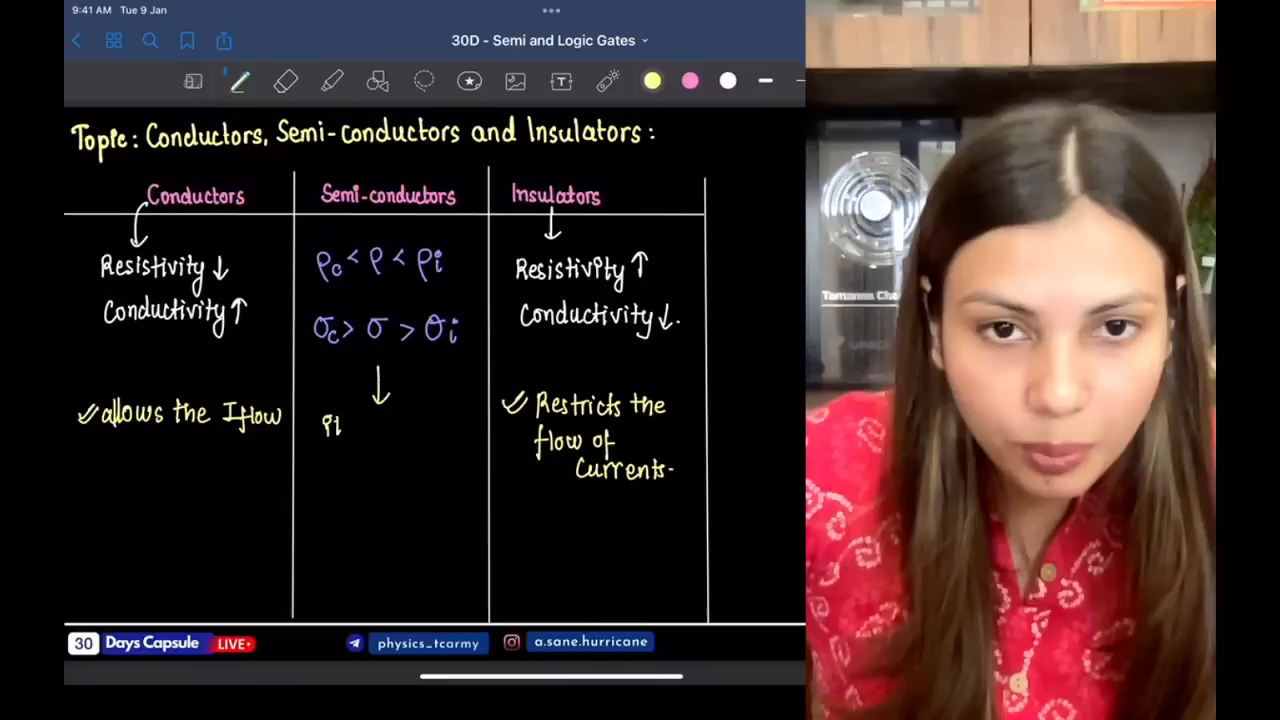 9:41 AM Tue 9 Jan
30D - Semi and Logic Gates
Topic: Conductors, Semi-conductors and Insulators:
Conductors
Semi-conductors
Insulators
Resistivity ↓
Conductivity ↑
ρc < ρ < ρi
σc > σ > σi
Resistivity ↑
Conductivity ↓.
allows the I flow
Restricts the
flow of
Currents-
30 Days Capsule LIVE
physics_tcarmy
a.sane.hurricane